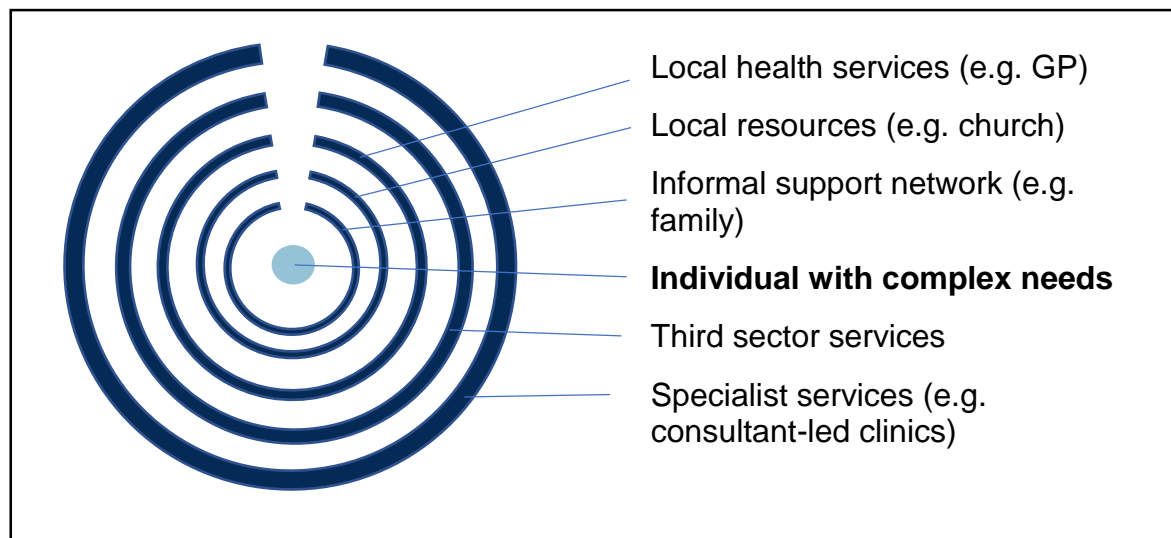 Local health services (e.g. GP)
Local resources (e.g. church)
Informal support network (e.g.
family)
Individual with complex needs
Third sector services
Specialist services (e.g.
consultant-led clinics)